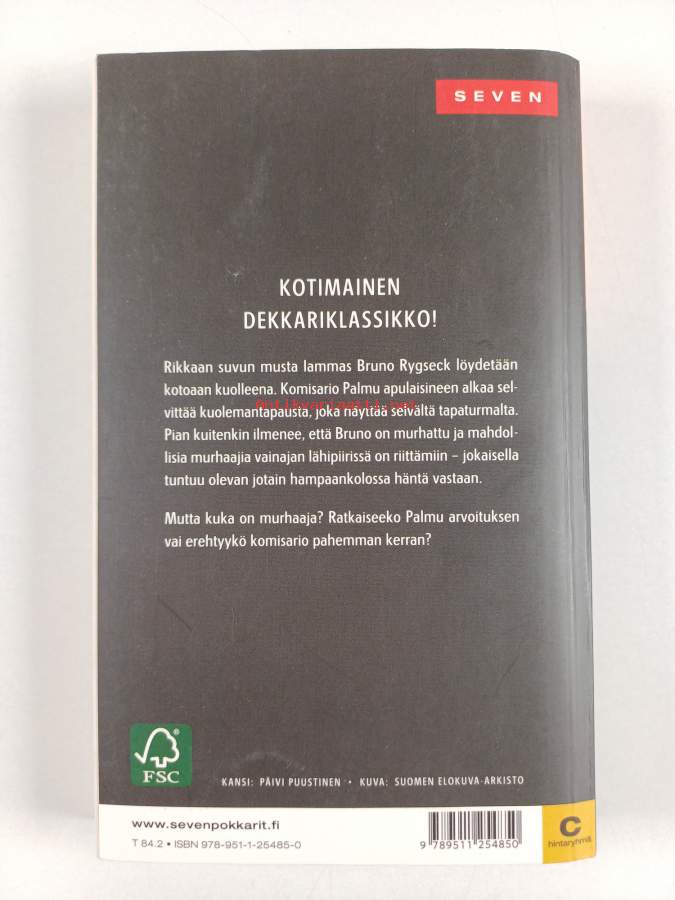 SEVEN
KOTIMAINEN
DEKKARIKLASSIKKO!
Rikkaan suvun musta lammas Bruno Rygseck löydetään
kotoaan kuolleena. Komisario Palmu apulaisineen alkaa sel-
vittää kuolemantapausta, joka näyttää selvältä tapaturmalta.
Antikvariaatti.net
Pian kuitenkin ilmenee, että Bruno on murhattu ja mahdol-
lisia murhaajia vainajan lähipiirissä on riittämiin – jokaisella
tuntuu olevan jotain hampaankolossa häntä vastaan.
Mutta kuka on murhaaja? Ratkaiseeko Palmu arvoituksen
vai erehtyykö komisario pahemman kerran?
FSC
KANSI: PÄIVI PUUSTINEN • KUVA: SUOMEN ELOKUVA-ARKISTO
www.sevenpokkarit.fi
T 84.2 • ISBN 978-951-1-25485-0
9 789511 254850
C
hintaryhmä